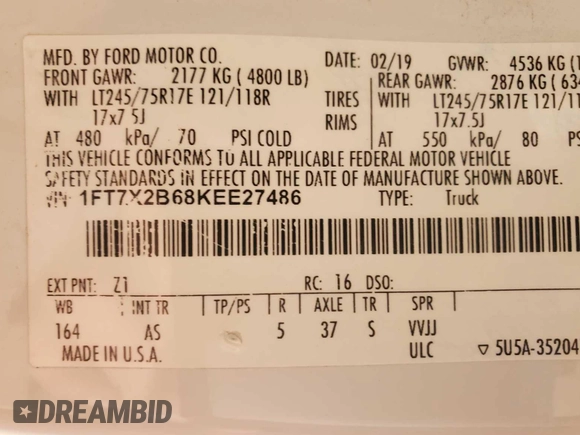 MFD. BY FORD MOTOR CO.
DATE: 02/19 GVWR: 4536 KG
FRONT GAWR: 2177 KG ( 4800 LB)
REAR GAWR: 2876 KG (
WITH LT245/75R17E 121/118R TIRES WITH LT245/75R17E
17x7.5J RIMS 17x7.5J
AT 480 kPa/ 70 PSI COLD AT 550 kPa/ 80
THIS VEHICLE CONFORMS TO ALL APPLICABLE FEDERAL MOTOR VEHICLE
SAFETY STANDARDS IN EFFECT ON THE DATE OF MANUFACTURE SHOWN ABOVE.
VIN: 1FT7X2B68KEE27486 TYPE: Truck
EXT PNT: Z1 RC: 16 DSO:
WB INT TR TP/PS R AXLE TR SPR
164 AS 5 37 S VVJJ
MADE IN U.S.A. ULC ▽ 5U5A-35204
DREAMBID